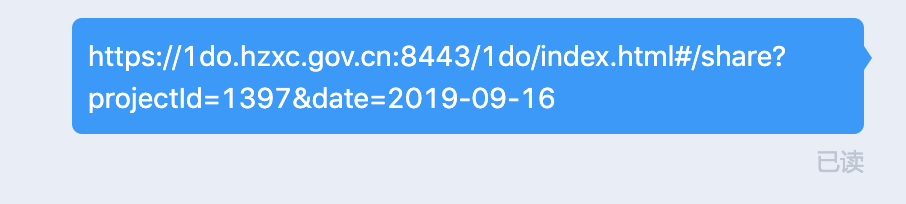 https://1do.hzxc.gov.cn:8443/1do/index.html#/share?
projectId=1397&date=2019-09-16
已读